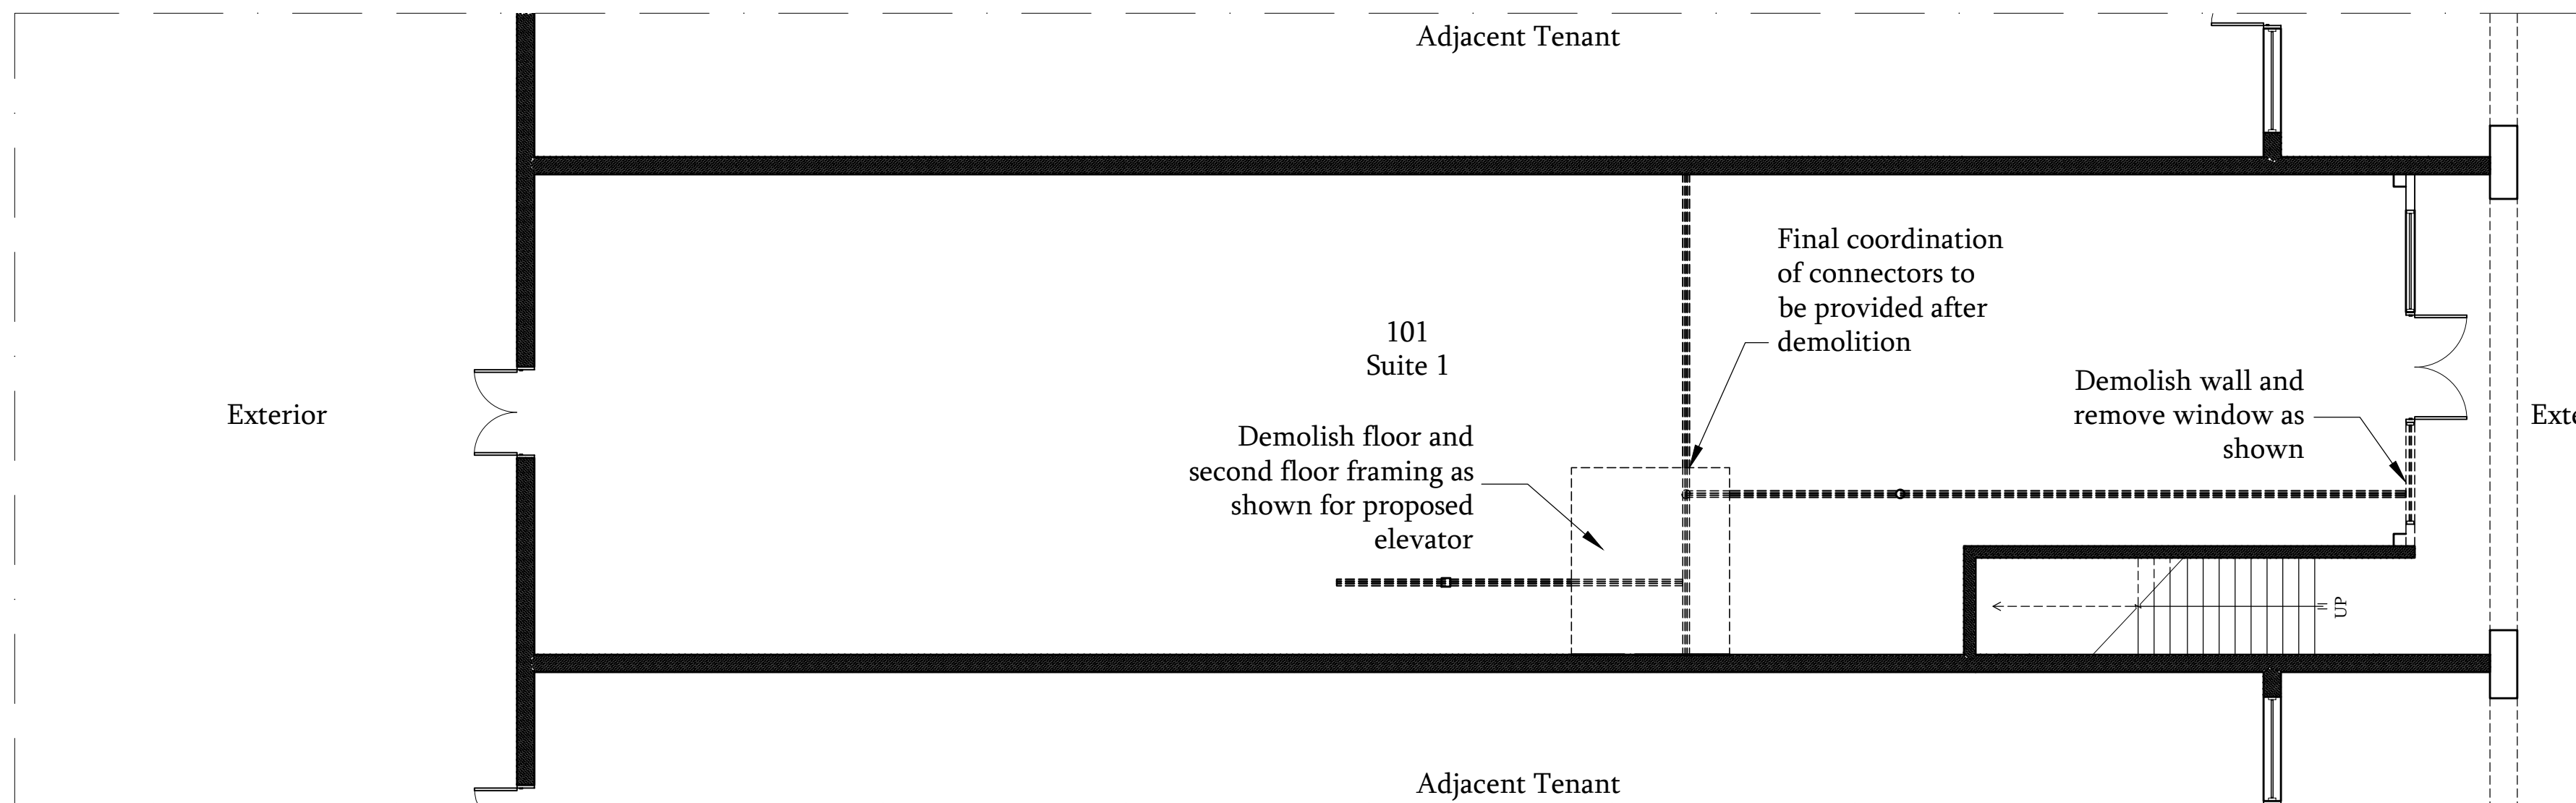 Adjacent Tenant
Final coordination
of connectors to
be provided after
demolition
101
Suite 1
Demolish wall and
remove window as
shown
Exterior
Demolish floor and
second floor framing as
shown for proposed
elevator
Exte
UP
Adjacent Tenant